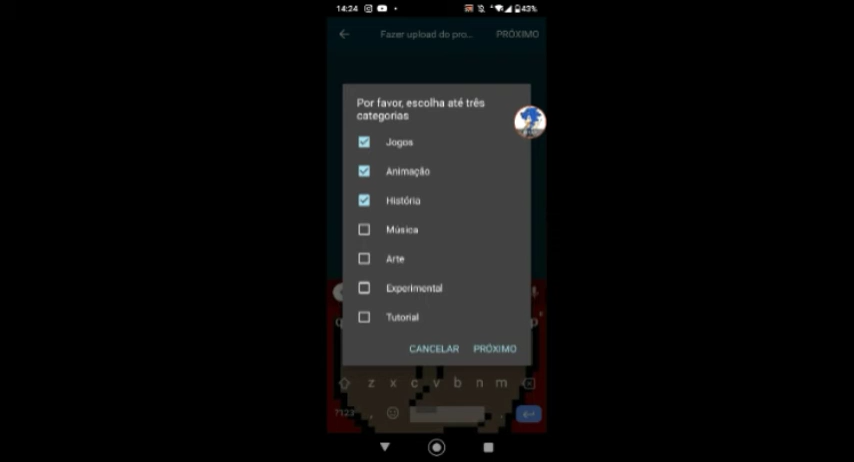 14:24 43%
Fazer upload do pro... PRÓXIMO
Por favor, escolha até três
categorias
Jogos
Animação
História
Música
Arte
Experimental
Tutorial
CANCELAR PRÓXIMO
z x c v b n m
?123 , .